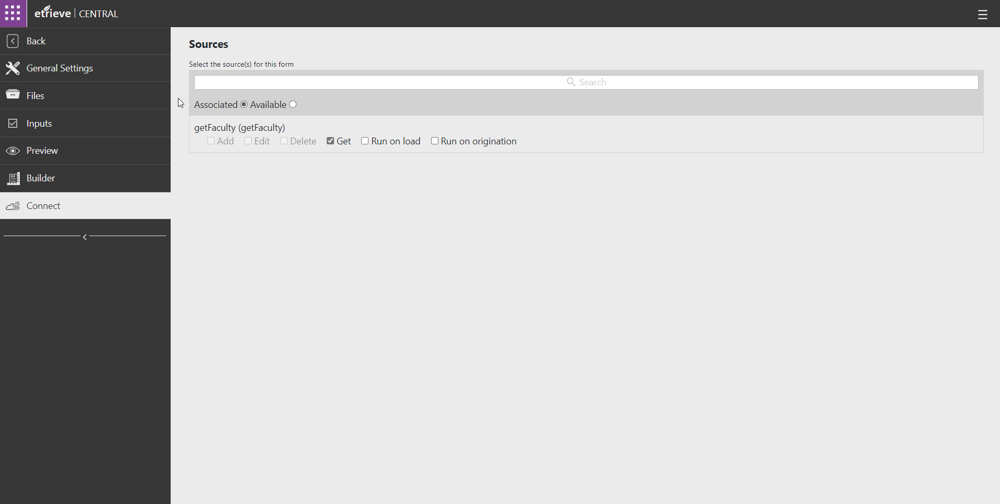 etrieve | CENTRAL
Back
General Settings
Files
Inputs
Preview
Builder
Connect
Sources
Select the source(s) for this form
Search
Associated Available
getFaculty (getFaculty)
Add Edit Delete Get Run on load Run on origination